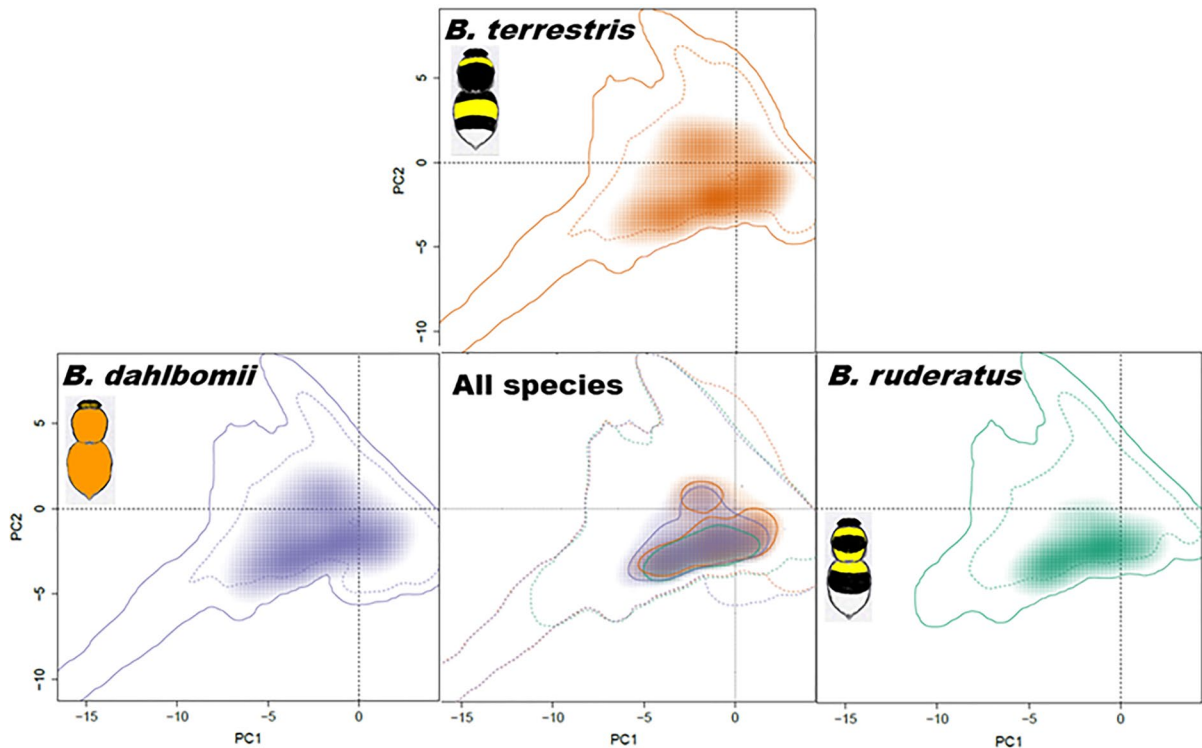 B. terrestris
5
0
−5
−10
PC2
B. dahlbomii
All species
B. ruderatus
5
0
−5
−10
PC2
−15 −10 −5 0 −15 −10 −5 0 −15 −10 −5 0
PC1 PC1 PC1